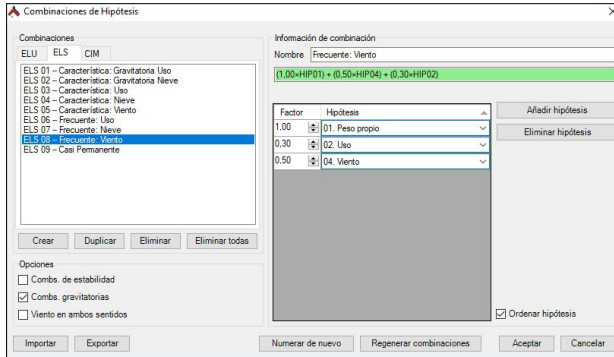 Combinaciones de Hipótesis
Combinaciones
ELU ELS CIM
ELS 01 – Característica: Gravitatoria Uso
ELS 02 – Característica: Gravitatoria Nieve
ELS 03 – Característica: Uso
ELS 04 – Característica: Nieve
ELS 05 – Característica: Viento
ELS 06 – Frecuente: Uso
ELS 07 – Frecuente: Nieve
ELS 08 – Frecuente: Viento
ELS 09 – Casi Permanente
Crear Duplicar Eliminar Eliminar todas
Opciones
Combs. de estabilidad
Combs. gravitatorias
Viento en ambos sentidos
Importar Exportar
Información de combinación
Nombre Frecuente: Viento
(1,00×HIP01) + (0,50×HIP04) + (0,30×HIP02)
Factor Hipótesis
1,00 01. Peso propio
0,30 02. Uso
0,50 04. Viento
Añadir hipótesis
Eliminar hipótesis
Ordenar hipótesis
Numerar de nuevo Regenerar combinaciones Aceptar Cancelar